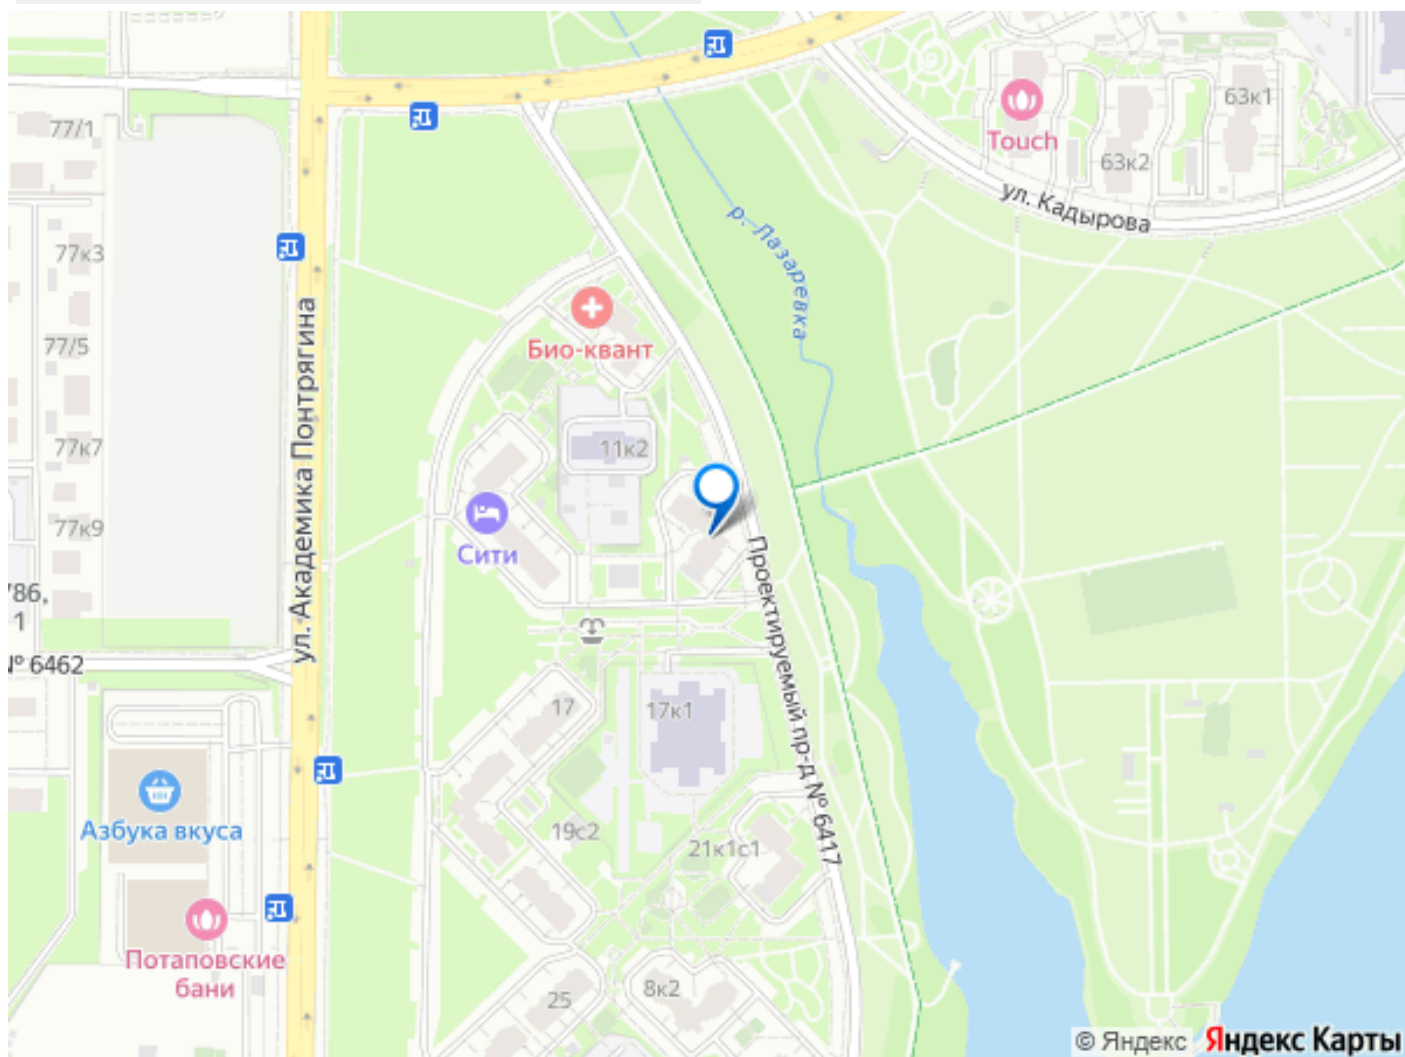 77/1
Touch
63к1
63к2
ул. Кадырова
р. Лазаревка
77к3
ул. Академика Понтрягина
77/5
Био-квант
77к7
11к2
77к9
Сити
Проектируемый пр-д № 6417
786,
1
№ 6462
17
17к1
Азбука вкуса
19с2
21к1с1
Потаповские
бани
25
8к2
© Яндекс Яндекс Карты